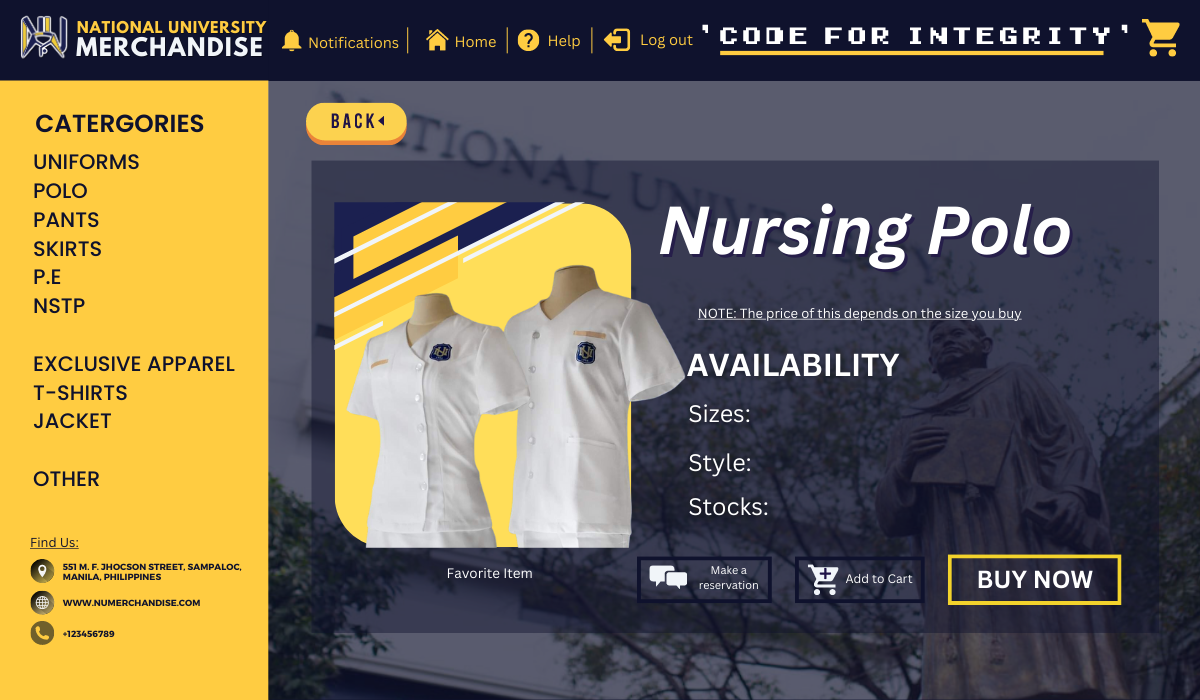 NATIONAL UNIVERSITY
MERCHANDISE
Notifications
Home
Help
Log out
'CODE FOR INTEGRITY'
CATERGORIES
UNIFORMS
POLO
PANTS
SKIRTS
P.E
NSTP
EXCLUSIVE APPAREL
T-SHIRTS
JACKET
OTHER
Find Us:
551 M. F. JHOCSON STREET, SAMPALOC,
MANILA, PHILIPPINES
WWW.NUMERCHANDISE.COM
+123456789
BACK
NATIONAL UNIV
Nursing Polo
NOTE: The price of this depends on the size you buy
AVAILABILITY
Sizes:
Style:
Stocks:
Favorite Item
Make a
reservation
Add to Cart
BUY NOW